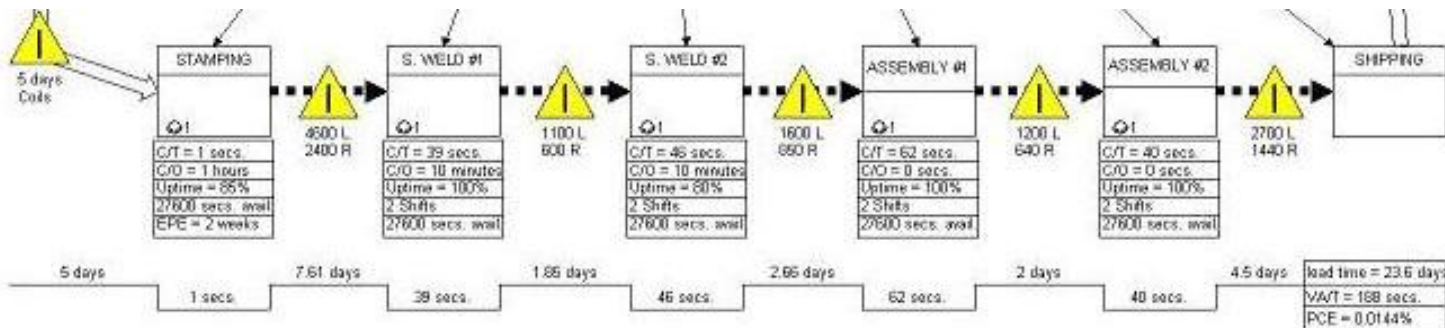 5 days
Coils
STAMPING
1
C/T = 1 secs.
C/O = 1 hours
Uptime = 85%
27600 secs. avail
EPE = 2 weeks
I
4600 L
2400 R
S. WELD #1
1
C/T = 39 secs.
C/O = 10 minutes
Uptime = 100%
2 Shifts
27600 secs. avail
I
1100 L
600 R
S. WELD #2
1
C/T = 46 secs.
C/O = 10 minutes
Uptime = 80%
2 Shifts
27600 secs. avail
I
1600 L
850 R
ASSEMBLY #1
1
C/T = 62 secs.
C/O = 0 secs.
Uptime = 100%
2 Shifts
27600 secs. avail
I
1200 L
640 R
ASSEMBLY #2
1
C/T = 40 secs.
C/O = 0 secs.
Uptime = 100%
2 Shifts
27600 secs. avail
I
2700 L
1440 R
SHIPPING
I
5 days
7.61 days
1.85 days
2.66 days
2 days
4.5 days
1 secs.
39 secs.
46 secs.
62 secs.
40 secs.
lead time = 23.6 days
VA/T = 188 secs.
PCE = 0.0144%